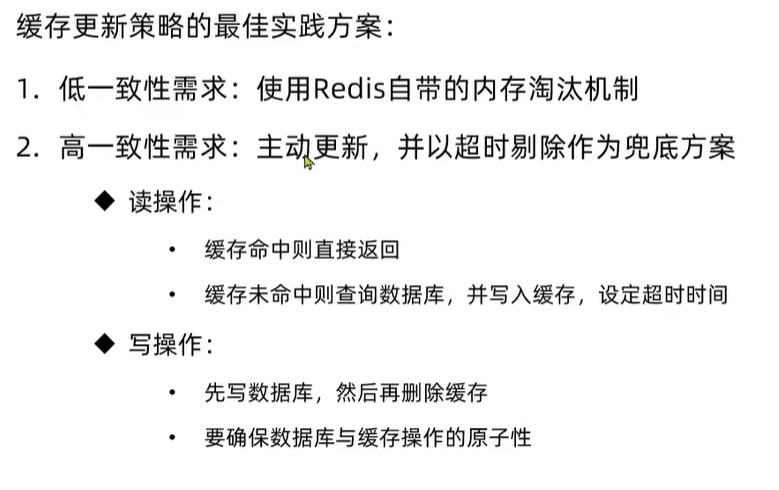 缓存更新策略的最佳实践方案：
1. 低一致性需求：使用Redis自带的内存淘汰机制
2. 高一致性需求：主动更新，并以超时剔除作为兜底方案
◆ 读操作：
• 缓存命中则直接返回
• 缓存未命中则查询数据库，并写入缓存，设定超时时间
◆ 写操作：
• 先写数据库，然后再删除缓存
• 要确保数据库与缓存操作的原子性